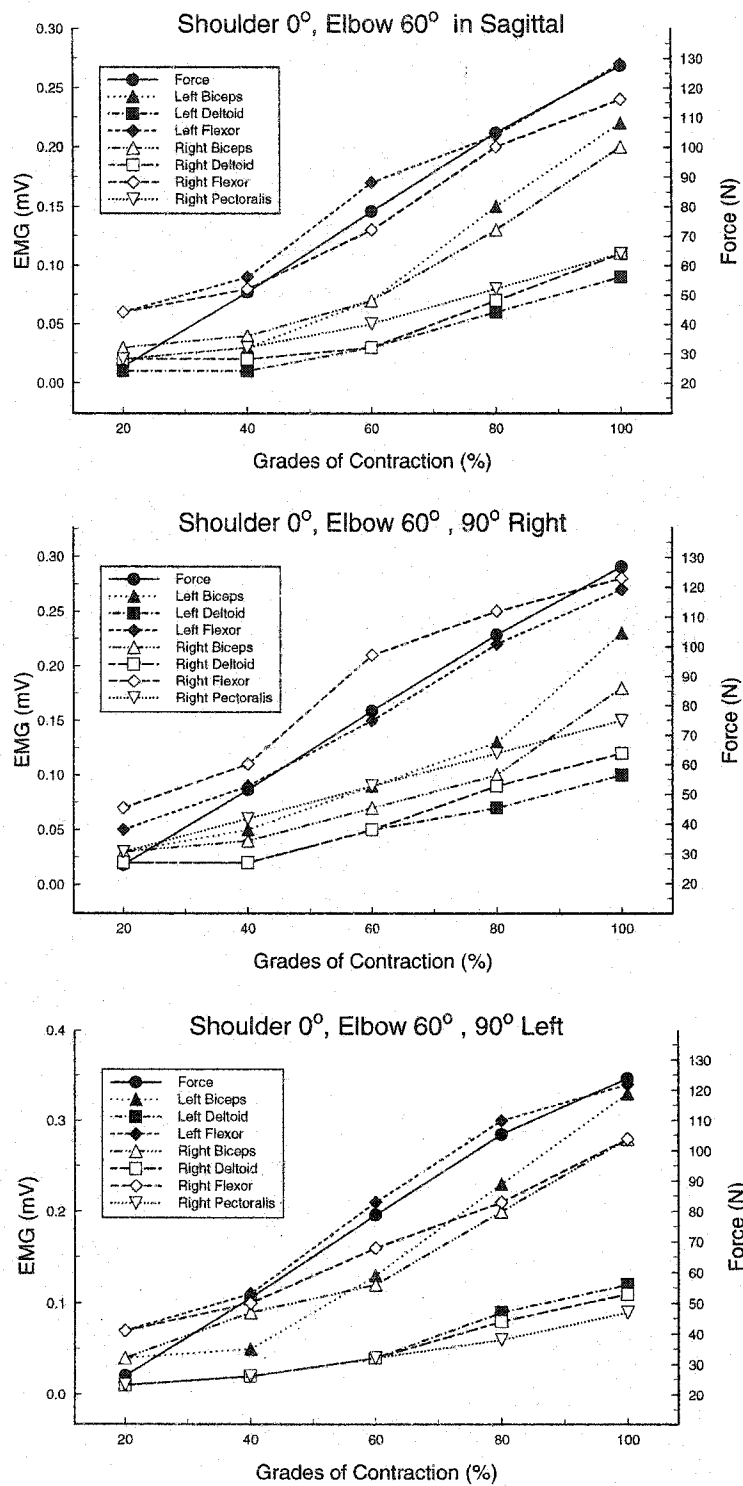 Shoulder 0°, Elbow 60° in Sagittal
0.30
0.25
0.20
0.15
0.10
0.05
0.00
EMG (mV)
Force
Left Biceps
Left Deltoid
Left Flexor
Right Biceps
Right Deltoid
Right Flexor
Right Pectoralis
130
120
110
100
90
80
70
60
50
40
30
20
Force (N)
20 40 60 80 100
Grades of Contraction (%)
Shoulder 0°, Elbow 60° , 90° Right
0.30
0.25
0.20
0.15
0.10
0.05
0.00
EMG (mV)
Force
Left Biceps
Left Deltoid
Left Flexor
Right Biceps
Right Deltoid
Right Flexor
Right Pectoralis
130
120
110
100
90
80
70
60
50
40
30
20
Force (N)
20 40 60 80 100
Grades of Contraction (%)
Shoulder 0°, Elbow 60° , 90° Left
0.4
0.3
0.2
0.1
0.0
EMG (mV)
Force
Left Biceps
Left Deltoid
Left Flexor
Right Biceps
Right Deltoid
Right Flexor
Right Pectoralis
130
120
110
100
90
80
70
60
50
40
30
20
Force (N)
20 40 60 80 100
Grades of Contraction (%)